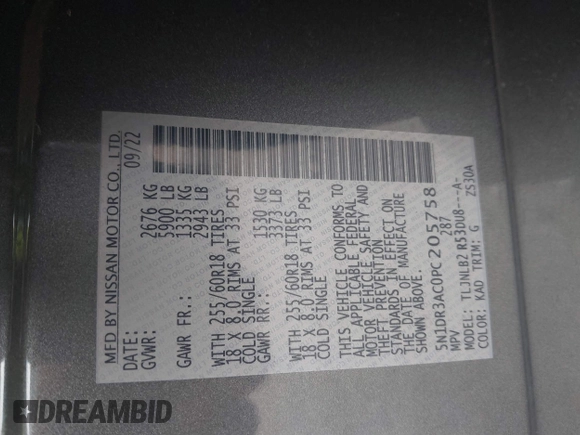 MFD BY NISSAN MOTOR CO., LTD.
DATE: 09/22
GVWR: 2676 KG
5900 LB
GAWR FR.: 1335 KG
2943 LB
WITH 255/60R18 TIRES
18 X 8.0 RIMS AT 33 PSI
COLD SINGLE
GAWR RR.: 1530 KG
3373 LB
WITH 255/60R18 TIRES
18 X 8.0 RIMS AT 33 PSI
COLD SINGLE
THIS VEHICLE CONFORMS TO
ALL APPLICABLE FEDERAL
MOTOR VEHICLE SAFETY AND
THEFT PREVENTION
STANDARDS IN EFFECT ON
THE DATE OF MANUFACTURE
SHOWN ABOVE.
5N1DR3AC0PC205758
MPV 287
MODEL: TLJNLBZ R53DU8---A-
COLOR: KAD TRIM: G ZS30A
DREAMBID